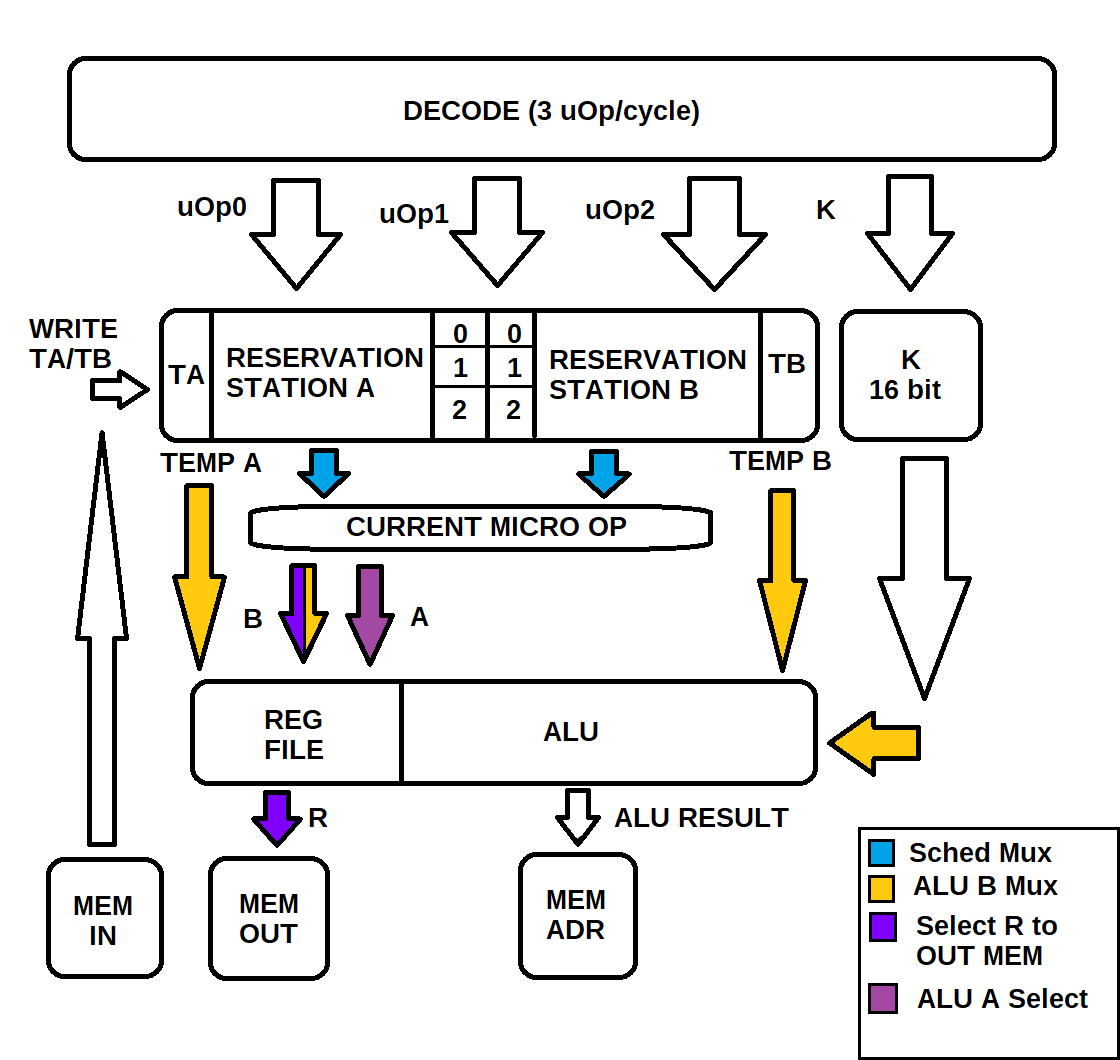 DECODE (3 uOp/cycle)
uOp0
uOp1
uOp2
K
WRITE
TA/TB
TA
RESERVATION
STATION A
0 0
1 1
2 2
RESERVATION
STATION B
TB
K
16 bit
TEMP A
TEMP B
CURRENT MICRO OP
B
A
REG
FILE
ALU
R
ALU RESULT
MEM
IN
MEM
OUT
MEM
ADR
Sched Mux
ALU B Mux
Select R to
OUT MEM
ALU A Select